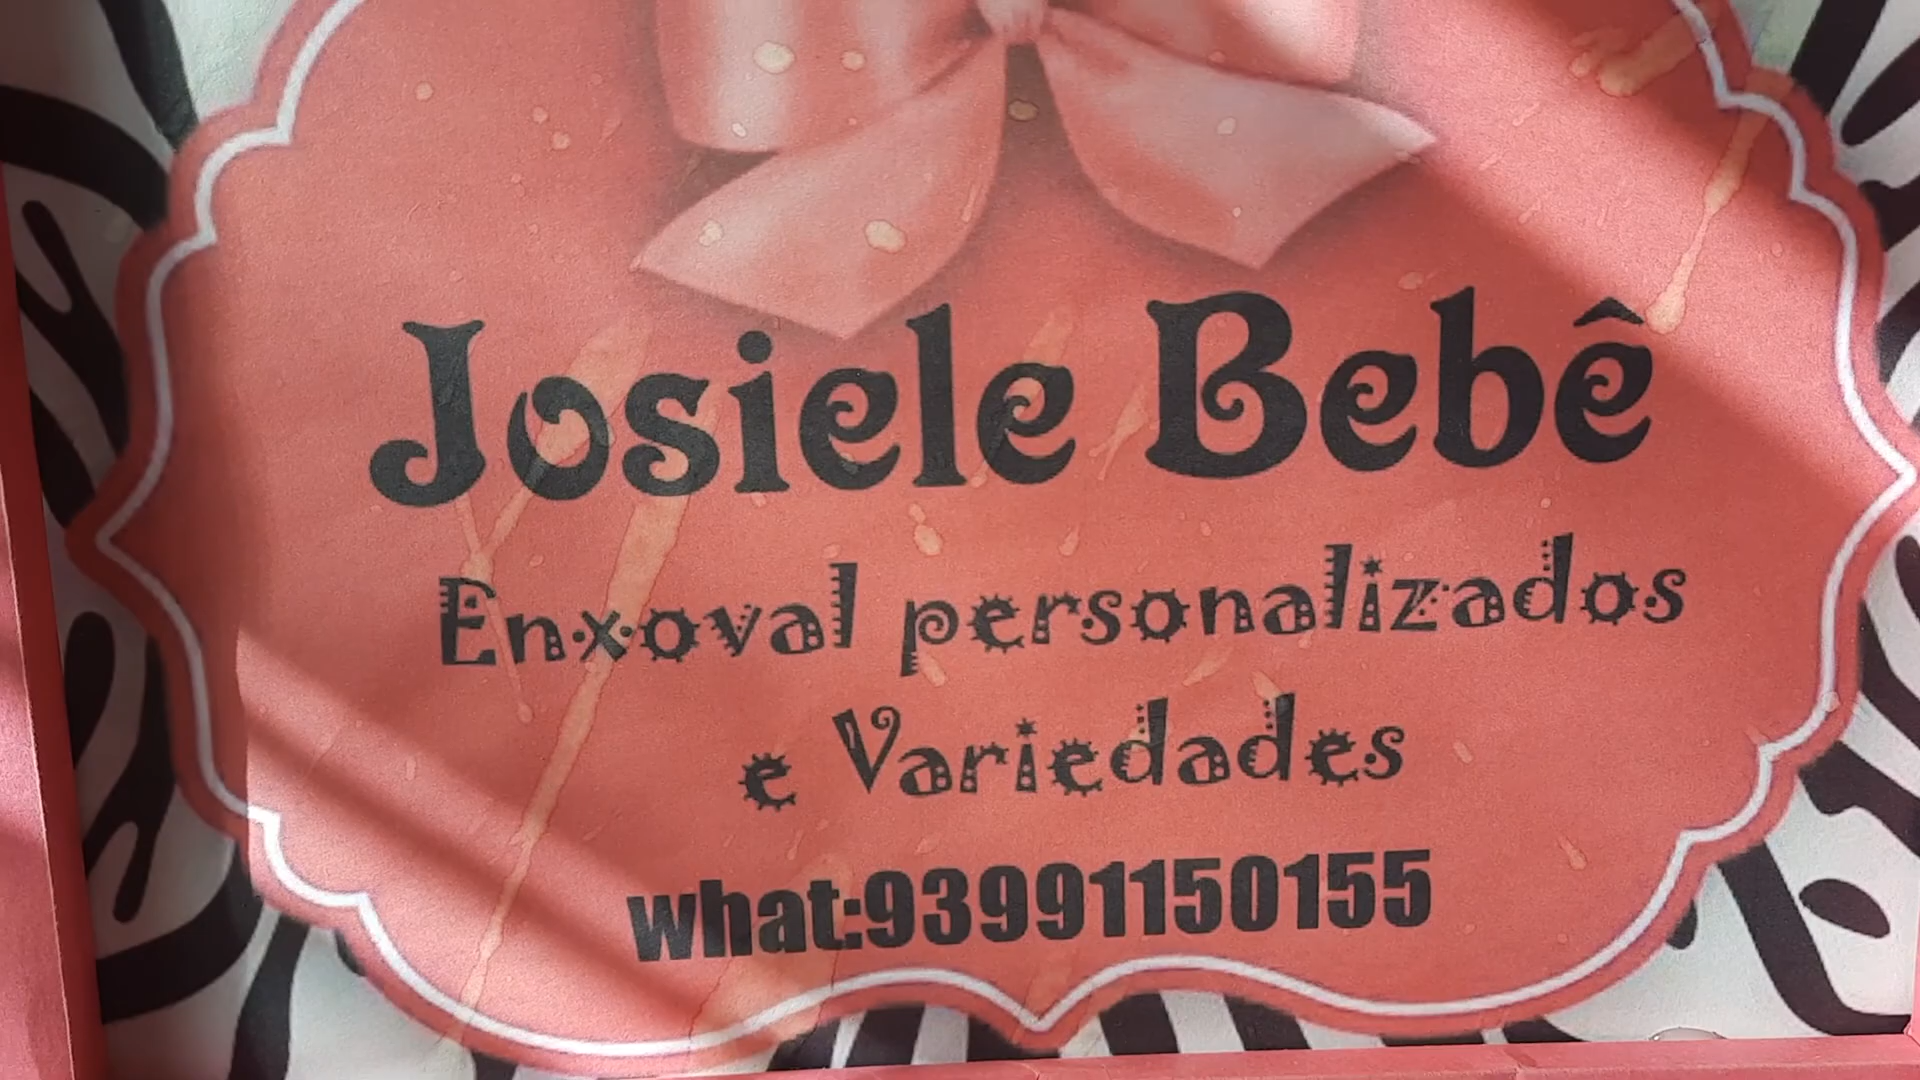 Josiele Bebê
Enxoval personalizados
e Variedades
what:93991150155